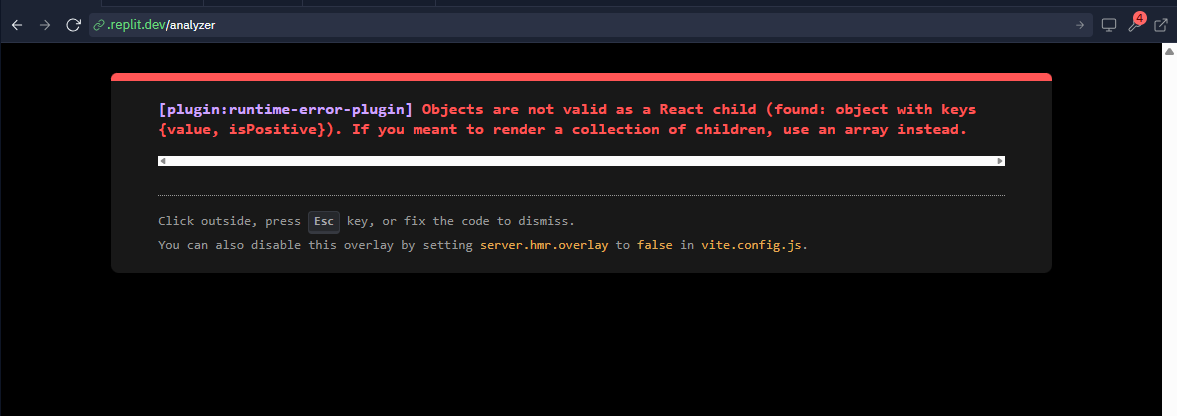 .replit.dev/analyzer
4
[plugin:runtime-error-plugin] Objects are not valid as a React child (found: object with keys
{value, isPositive}). If you meant to render a collection of children, use an array instead.
Click outside, press Esc key, or fix the code to dismiss.
You can also disable this overlay by setting server.hmr.overlay to false in vite.config.js.